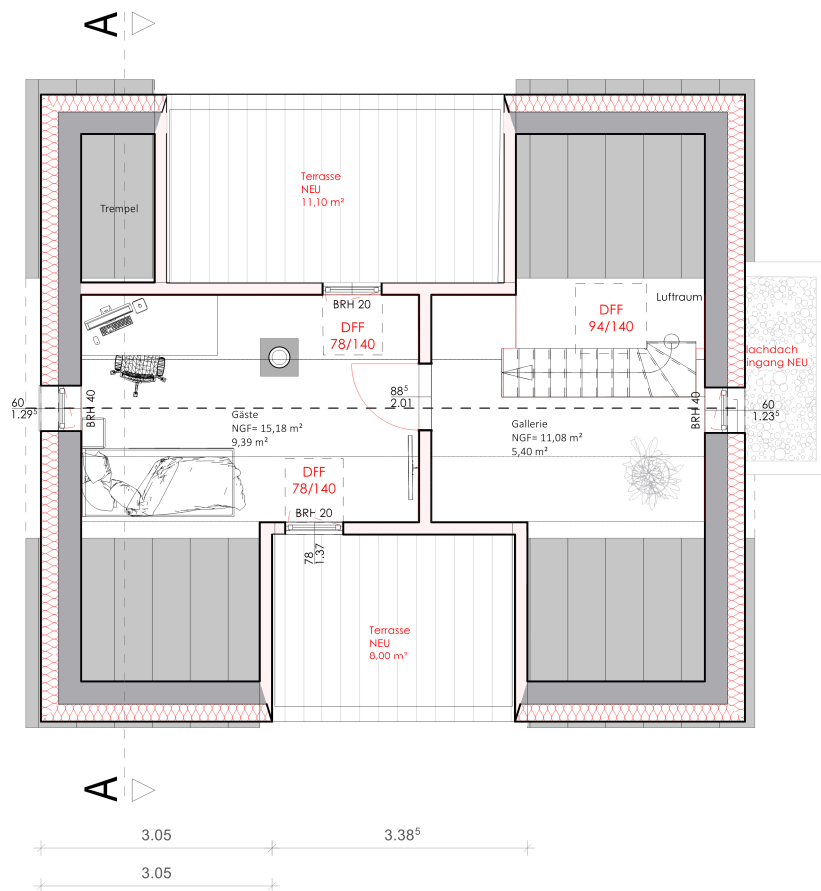 A
Terrasse
NEU
11,10 m²
Trempel
BRH 20
DFF
78/140
DFF
94/140
Luftraum
lachdach
ingang NEU
60
1.29⁵
BRH 40
88⁵
2.01
BRH 40
60
1.23⁵
Gäste
NGF= 15,18 m²
9,39 m²
Gallerie
NGF= 11,08 m²
5,40 m²
DFF
78/140
BRH 20
78
1.37
Terrasse
NEU
8,00 m²
A
3.05
3.38⁵
3.05